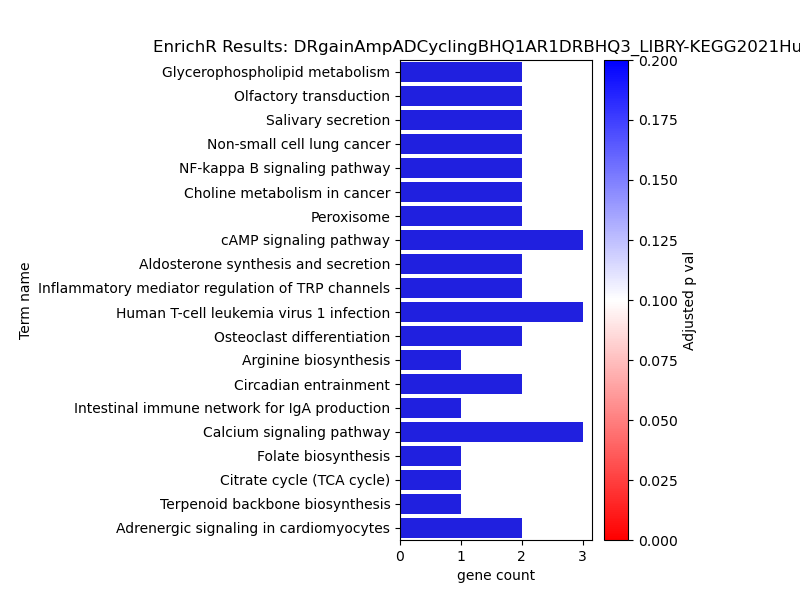 EnrichR Results: DRgainAmpADCyclingBHQ1AR1DRBHQ3_LIBRY-KEGG2021Hu
Glycerophospholipid metabolism
Olfactory transduction
Salivary secretion
Non-small cell lung cancer
NF-kappa B signaling pathway
Choline metabolism in cancer
Peroxisome
cAMP signaling pathway
Aldosterone synthesis and secretion
Inflammatory mediator regulation of TRP channels
Human T-cell leukemia virus 1 infection
Osteoclast differentiation
Arginine biosynthesis
Circadian entrainment
Intestinal immune network for IgA production
Calcium signaling pathway
Folate biosynthesis
Citrate cycle (TCA cycle)
Terpenoid backbone biosynthesis
Adrenergic signaling in cardiomyocytes
Term name
0 1 2 3
gene count
0.200
0.175
0.150
0.125
0.100
0.075
0.050
0.025
0.000
Adjusted p val